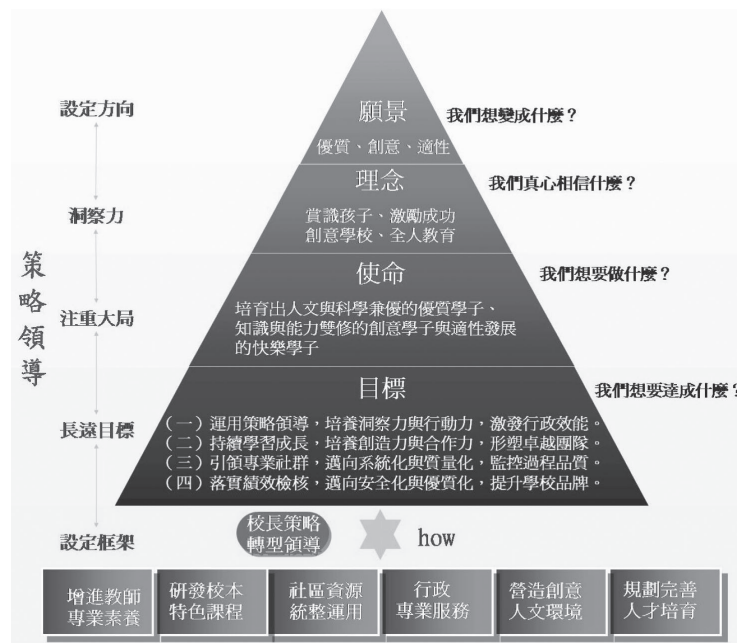 策略領導
設定方向
洞察力
注重大局
長遠目標
設定框架
願景
優質、創意、適性
我們想變成什麼？
理念
賞識孩子、激勵成功
創意學校、全人教育
我們真心相信什麼？
使命
培育出人文與科學兼優的優質學子、
知識與能力雙修的創意學子與適性發展
的快樂學子
我們想要做什麼？
目標
（一）運用策略領導，培養洞察力與行動力，激發行政效能。
（二）持續學習成長，培養創造力與合作力，形塑卓越團隊。
（三）引領專業社群，邁向系統化與質量化，監控過程品質。
（四）落實績效檢核，邁向安全化與優質化，提升學校品牌。
我們想要達成什麼？
校長策略
轉型領導
how
增進教師
專業素養
研發校本
特色課程
社區資源
統整運用
行政
專業服務
營造創意
人文環境
規劃完善
人才培育